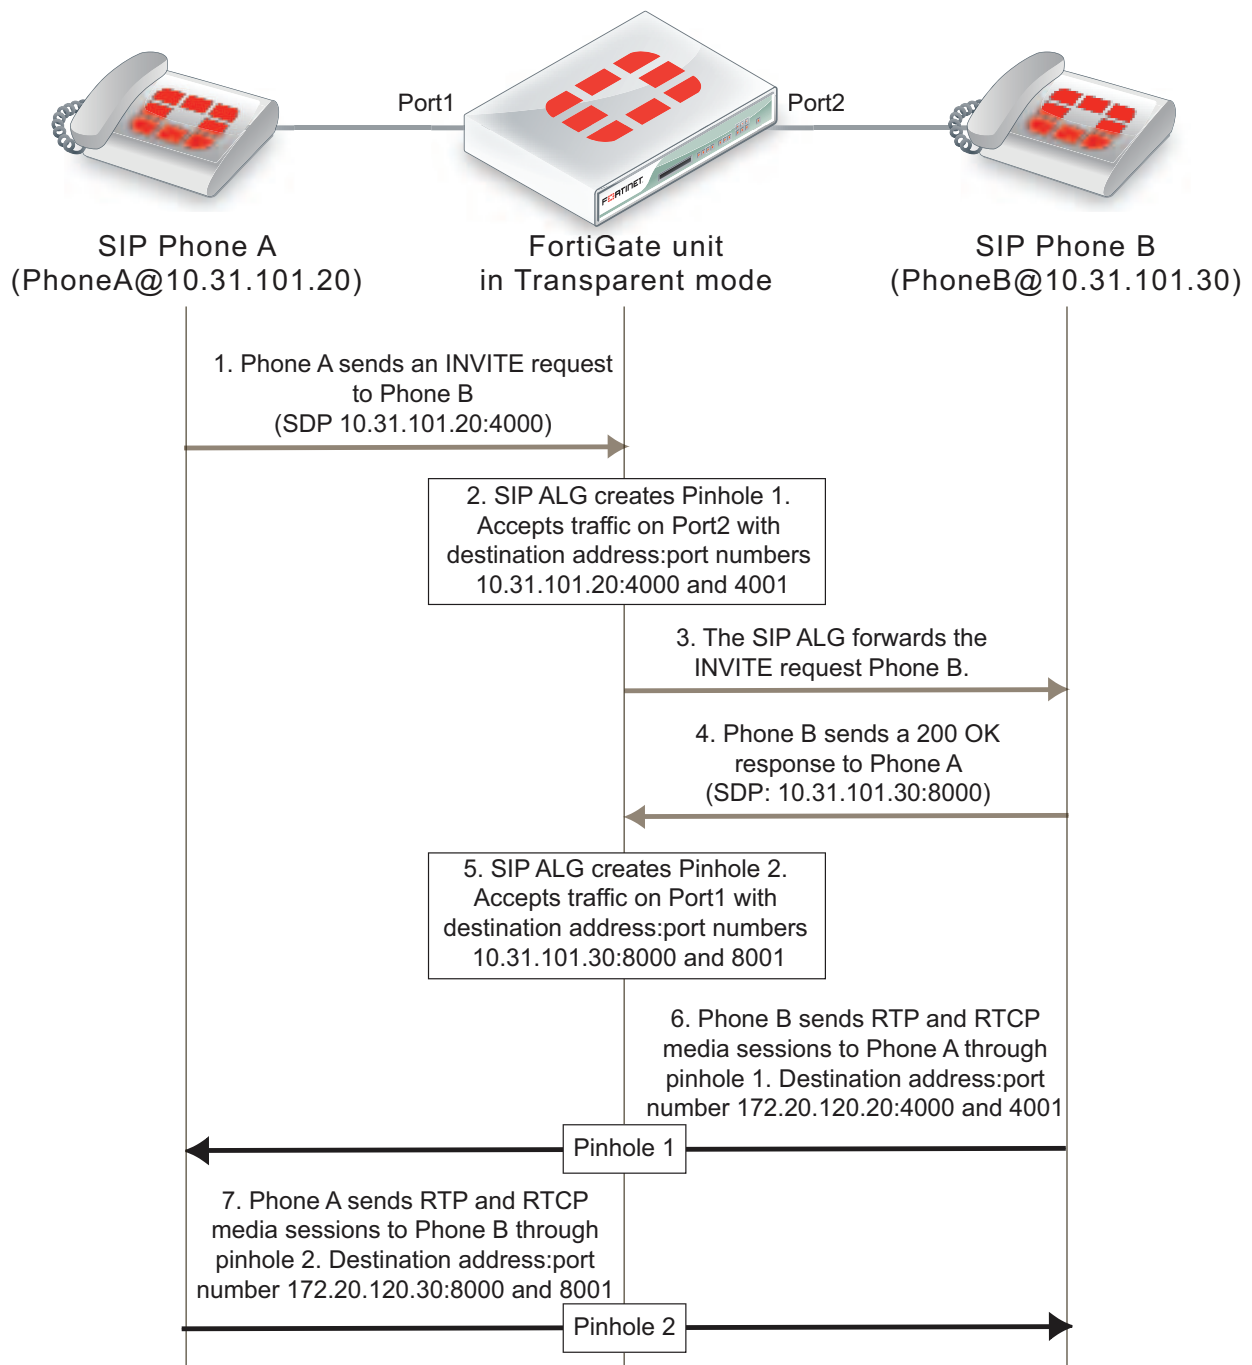 Port1
Port2
FORTINET
SIP Phone A
(PhoneA@10.31.101.20)
FortiGate unit
in Transparent mode
SIP Phone B
(PhoneB@10.31.101.30)
1. Phone A sends an INVITE request
to Phone B
(SDP 10.31.101.20:4000)
2. SIP ALG creates Pinhole 1.
Accepts traffic on Port2 with
destination address:port numbers
10.31.101.20:4000 and 4001
3. The SIP ALG forwards the
INVITE request Phone B.
4. Phone B sends a 200 OK
response to Phone A
(SDP: 10.31.101.30:8000)
5. SIP ALG creates Pinhole 2.
Accepts traffic on Port1 with
destination address:port numbers
10.31.101.30:8000 and 8001
6. Phone B sends RTP and RTCP
media sessions to Phone A through
pinhole 1. Destination address:port
number 172.20.120.20:4000 and 4001
Pinhole 1
7. Phone A sends RTP and RTCP
media sessions to Phone B through
pinhole 2. Destination address:port
number 172.20.120.30:8000 and 8001
Pinhole 2